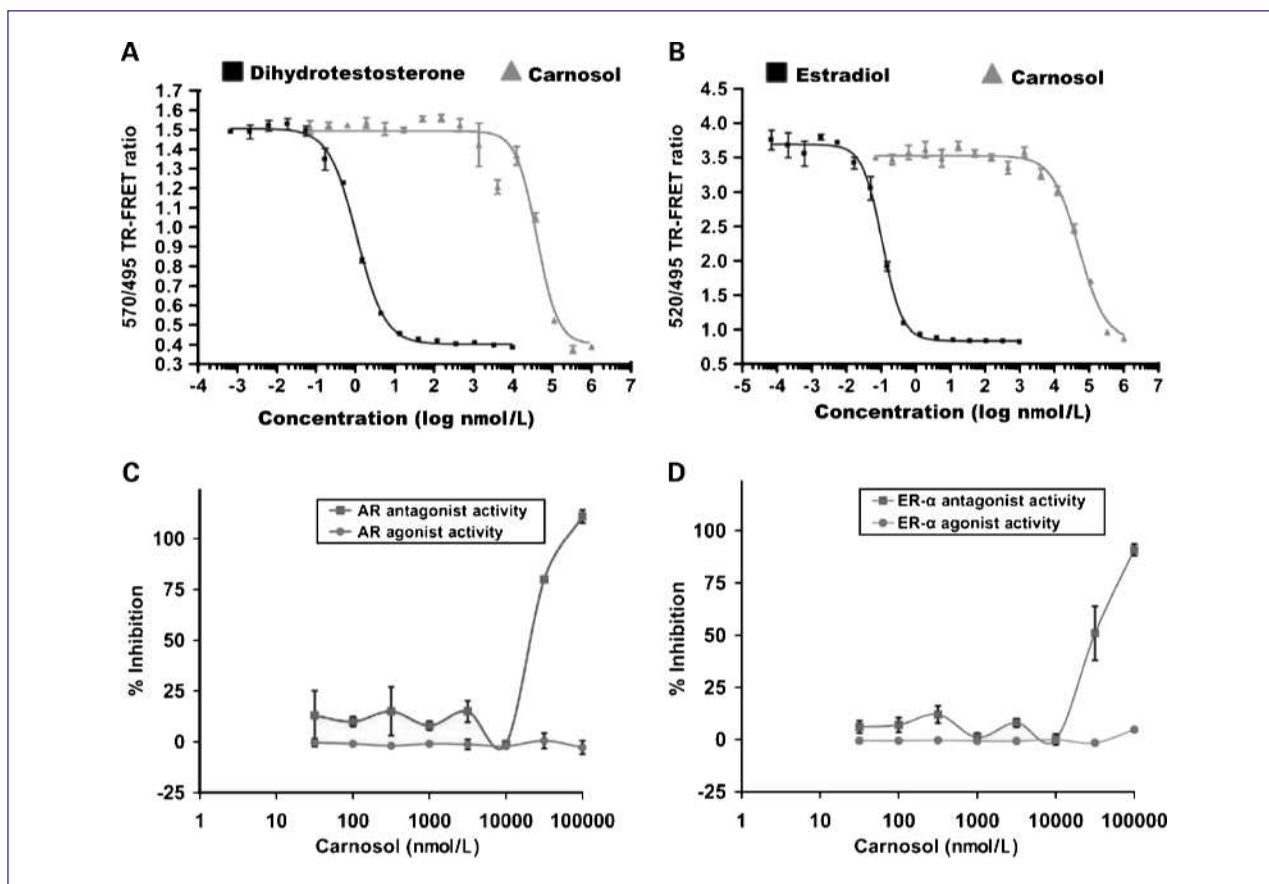 A
Dihydrotestosterone
Carnosol
1.7
1.6
1.5
1.4
1.3
1.2
1.1
1.0
0.9
0.8
0.7
0.6
0.5
0.4
0.3
570/495 TR-FRET ratio
-4 -3 -2 -1 0 1 2 3 4 5 6 7
Concentration (log nmol/L)
B
Estradiol
Carnosol
4.5
4.0
3.5
3.0
2.5
2.0
1.5
1.0
0.5
520/495 TR-FRET ratio
-5 -4 -3 -2 -1 0 1 2 3 4 5 6 7
Concentration (log nmol/L)
C
AR antagonist activity
AR agonist activity
100
75
50
25
0
-25
% Inhibition
1 10 100 1000 10000 100000
Carnosol (nmol/L)
D
ER-α antagonist activity
ER-α agonist activity
100
75
50
25
0
-25
% Inhibition
1 10 100 1000 10000 100000
Carnosol (nmol/L)